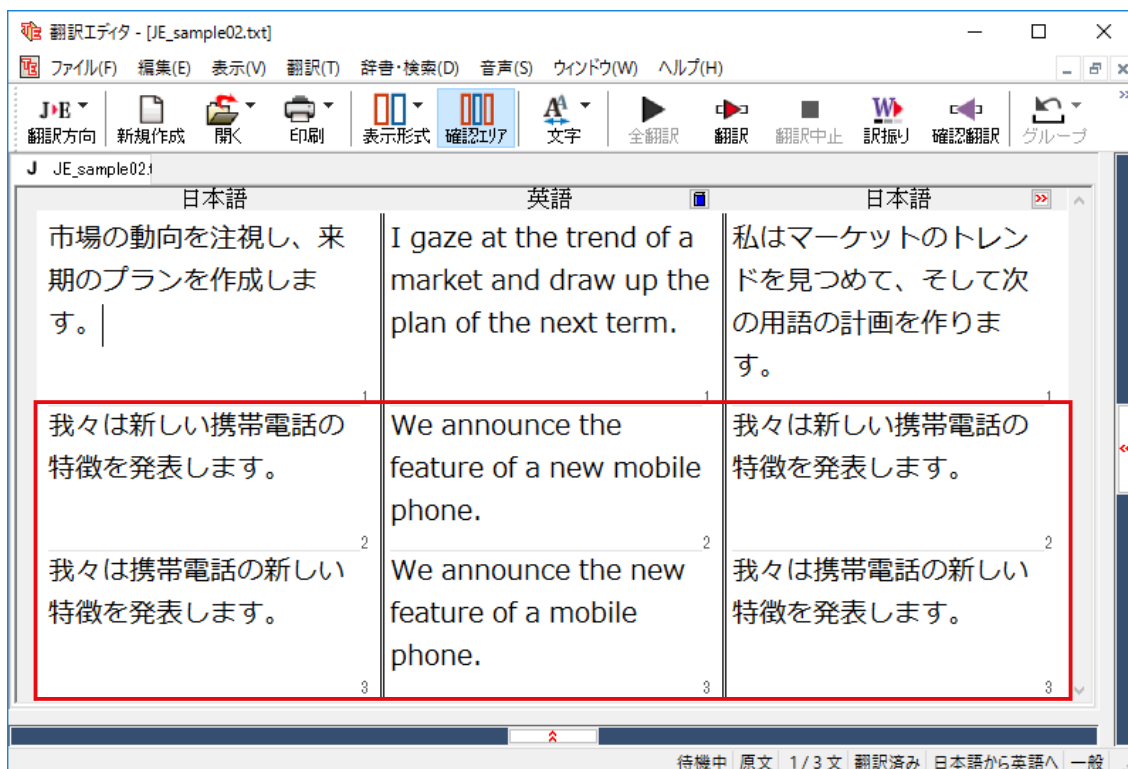 翻訳エディタ - [JE_sample02.txt]
ファイル(F) 編集(E) 表示(V) 翻訳(T) 辞書・検索(D) 音声(S) ウィンドウ(W) ヘルプ(H)
J▸E
翻訳方向 新規作成 開く 印刷 表示形式 確認エリア 文字 全翻訳 翻訳 翻訳中止 訳振り 確認翻訳 グループ
J JE_sample02.t
日本語 英語 日本語
市場の動向を注視し、来
期のプランを作成しま
す。
1
I gaze at the trend of a
market and draw up the
plan of the next term.
1
私はマーケットのトレン
ドを見つめて、そして次
の用語の計画を作りま
す。
1
我々は新しい携帯電話の
特徴を発表します。
2
We announce the
feature of a new mobile
phone.
2
我々は新しい携帯電話の
特徴を発表します。
2
我々は携帯電話の新しい
特徴を発表します。
3
We announce the new
feature of a mobile
phone.
3
我々は携帯電話の新しい
特徴を発表します。
3
待機中 原文 1/3文 翻訳済み 日本語から英語へ 一般